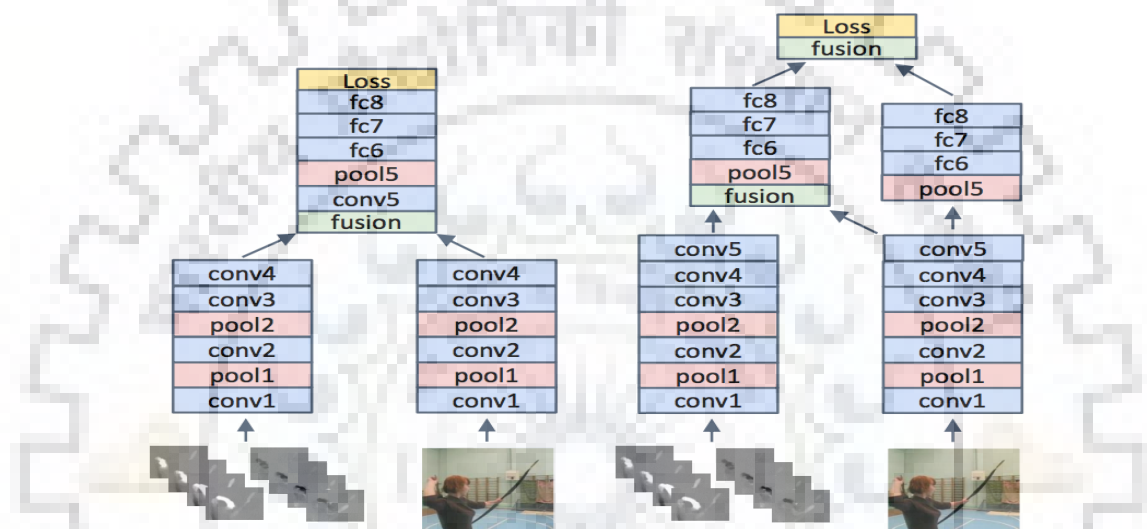 Loss
fc8
fc7
fc6
pool5
conv5
fusion
conv4
conv3
pool2
conv2
pool1
conv1
conv4
conv3
pool2
conv2
pool1
conv1
Loss
fusion
fc8
fc7
fc6
pool5
fusion
fc8
fc7
fc6
pool5
conv5
conv4
conv3
pool2
conv2
pool1
conv1
conv5
conv4
conv3
pool2
conv2
pool1
conv1